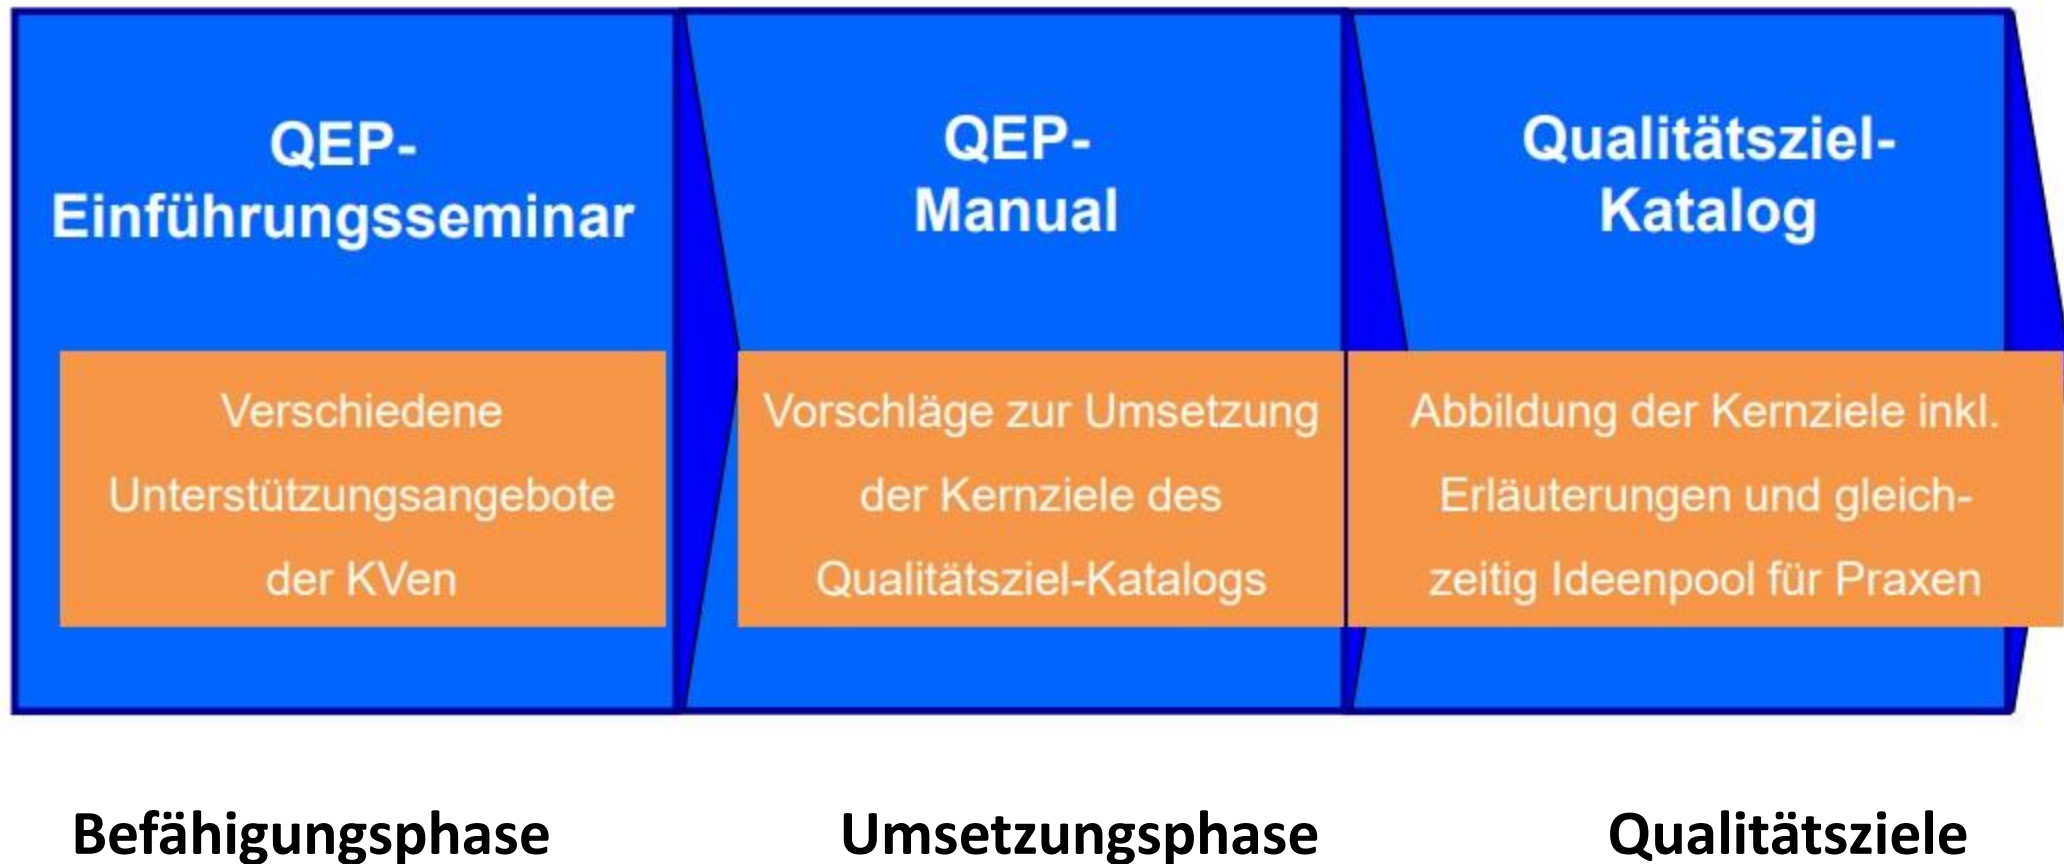 QEP-
Einführungsseminar
Verschiedene
Unterstützungsangebote
der KVen
QEP-
Manual
Vorschläge zur Umsetzung
der Kernziele des
Qualitätsziel-Katalogs
Qualitätsziel-
Katalog
Abbildung der Kernziele inkl.
Erläuterungen und gleich-
zeitig Ideenpool für Praxen
Befähigungsphase
Umsetzungsphase
Qualitätsziele